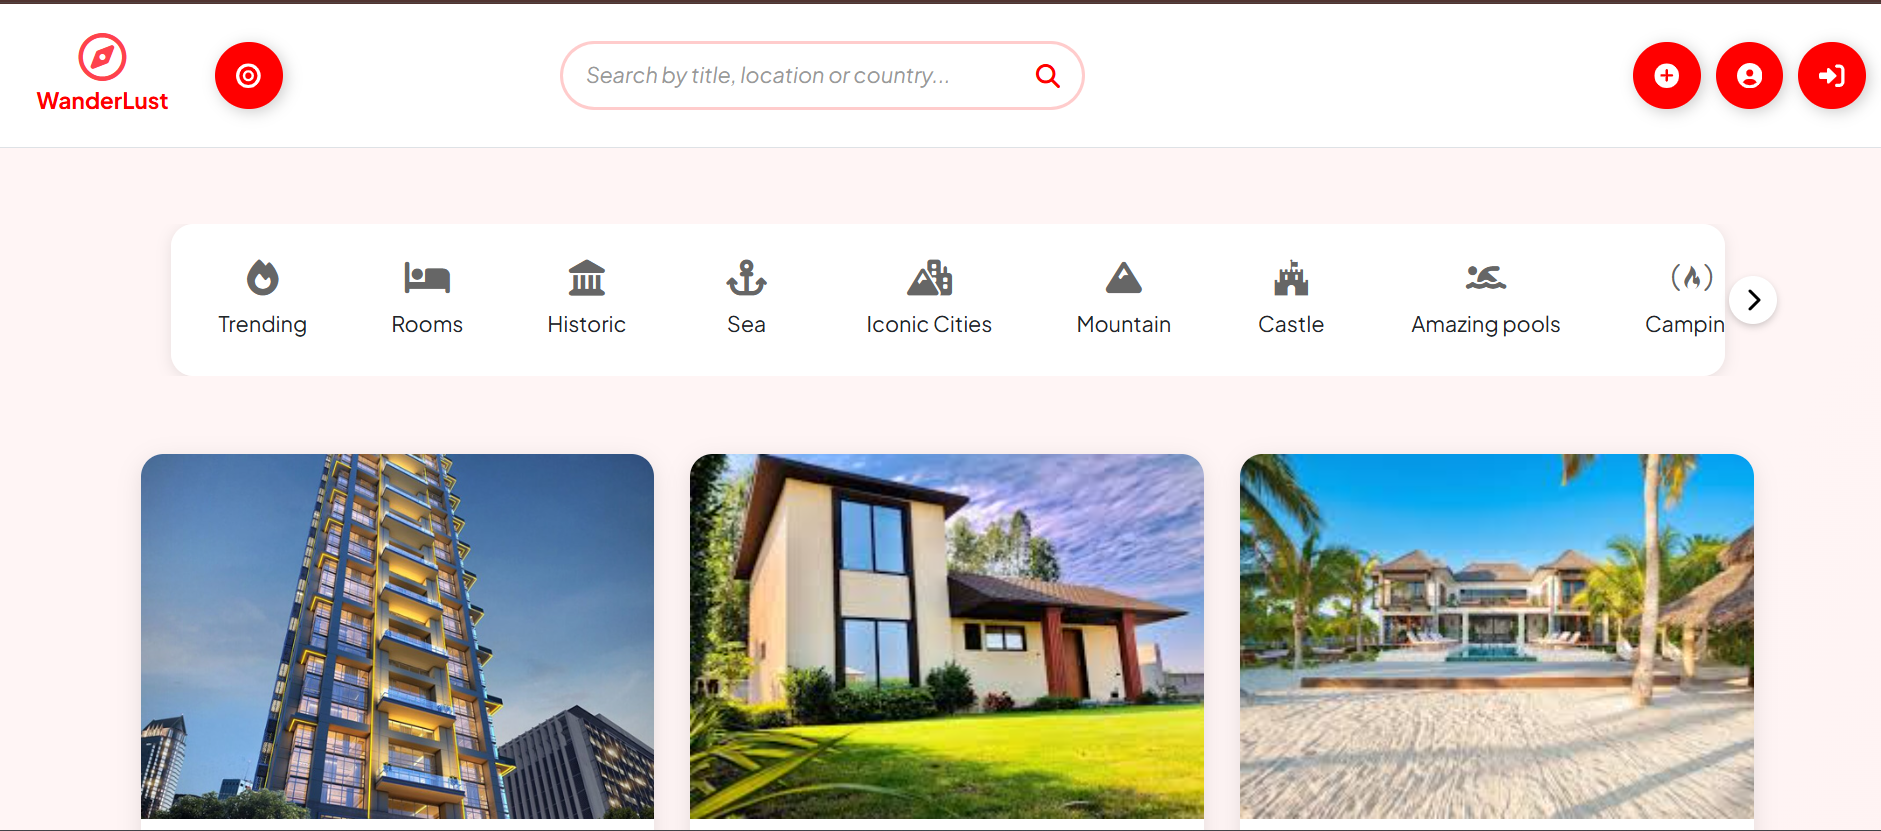 WanderLust
Search by title, location or country...
Trending
Rooms
Historic
Sea
Iconic Cities
Mountain
Castle
Amazing pools
Campin